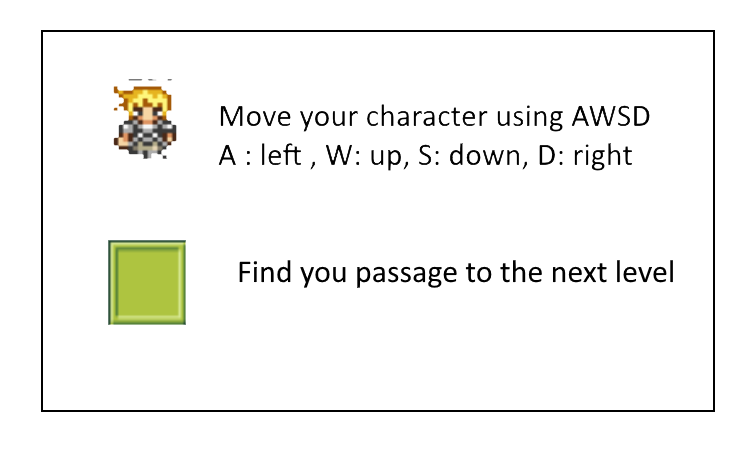 Move your character using AWSD
A : left , W: up, S: down, D: right
Find you passage to the next level